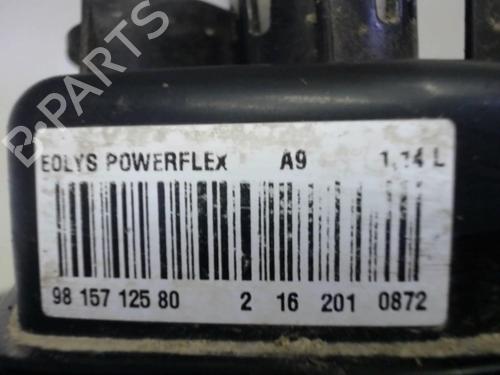 B-PARTS
EOLYS POWERFLEX A9 1,14 L
98 157 125 80 2 16 201 0872